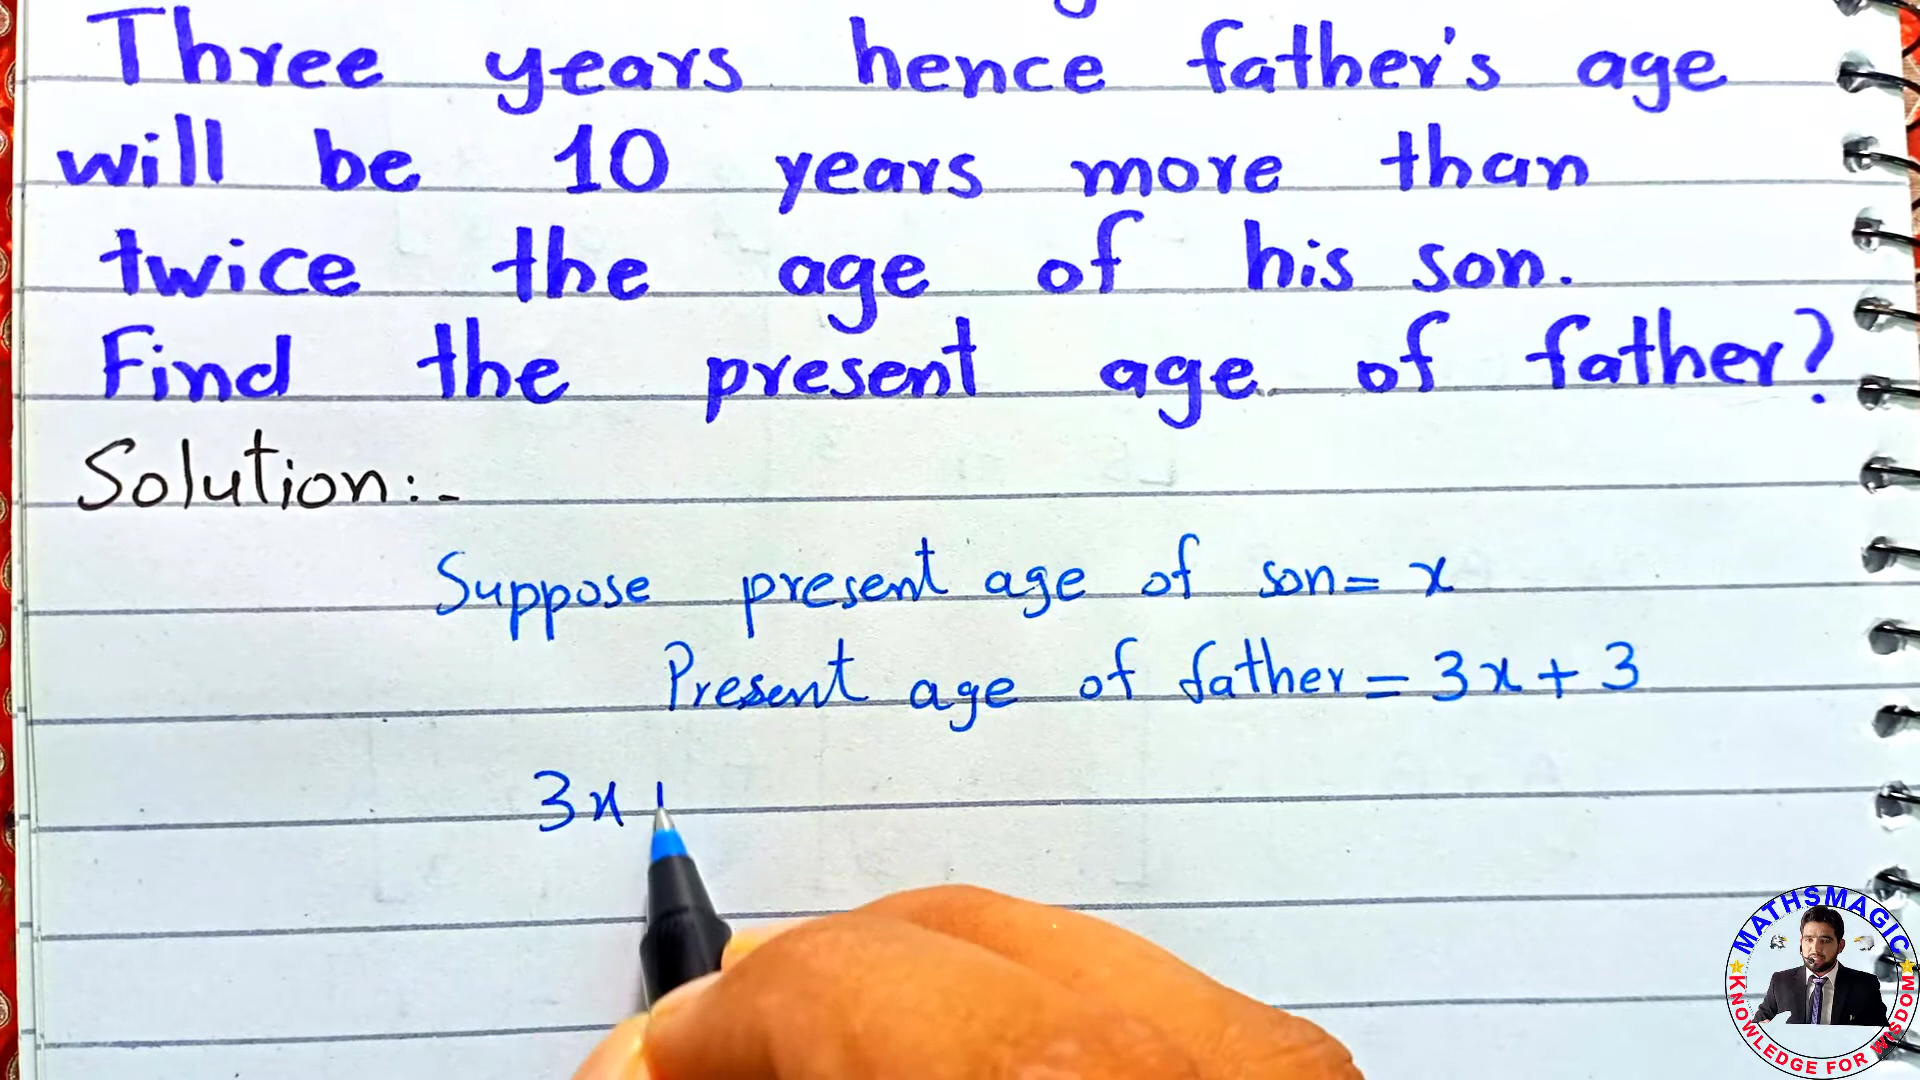 Three years hence father's age
will be 10 years more than
twice the age of his son.
Find the present age of father?
Solution:-
Suppose present age of son = x
Present age of father = 3x + 3
3x
MATHSMAGIC
KNOWLEDGE FOR WISDOM